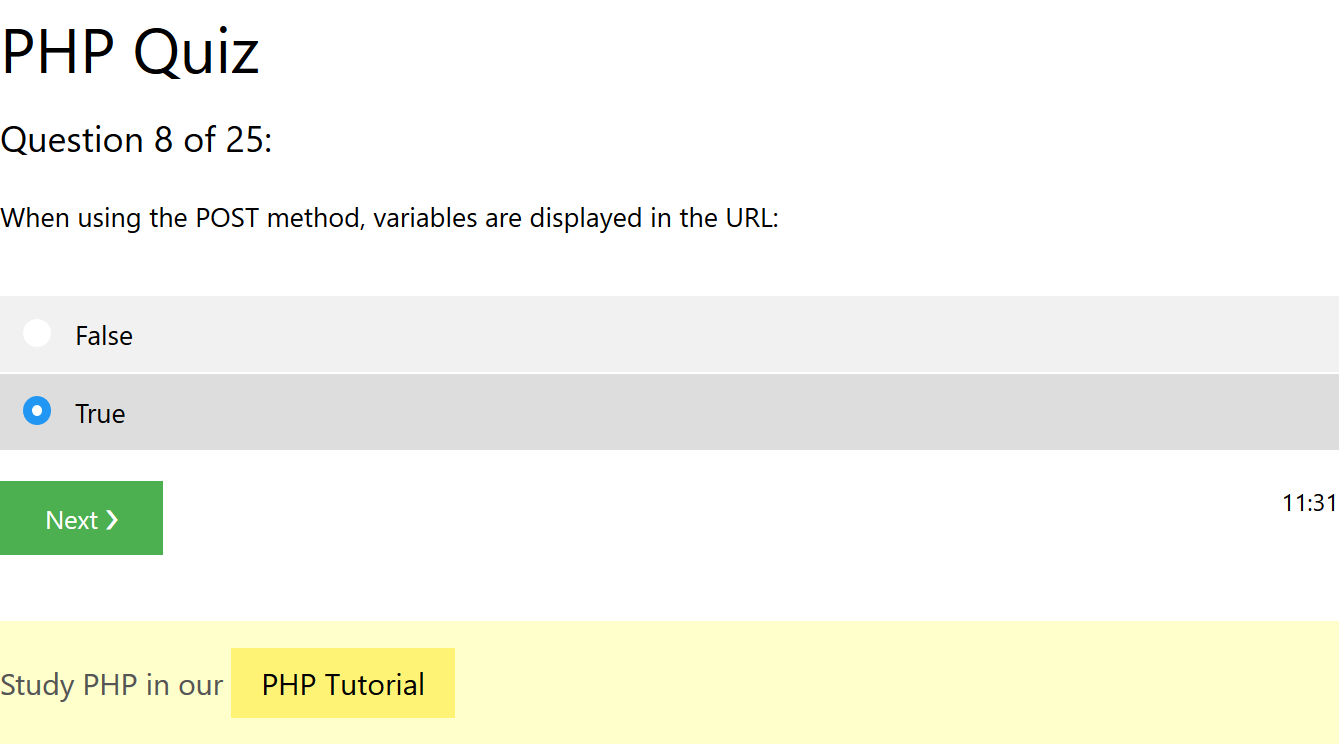 PHP Quiz
Question 8 of 25:
When using the POST method, variables are displayed in the URL:
False
True
Next ❯
11:31
Study PHP in our PHP Tutorial